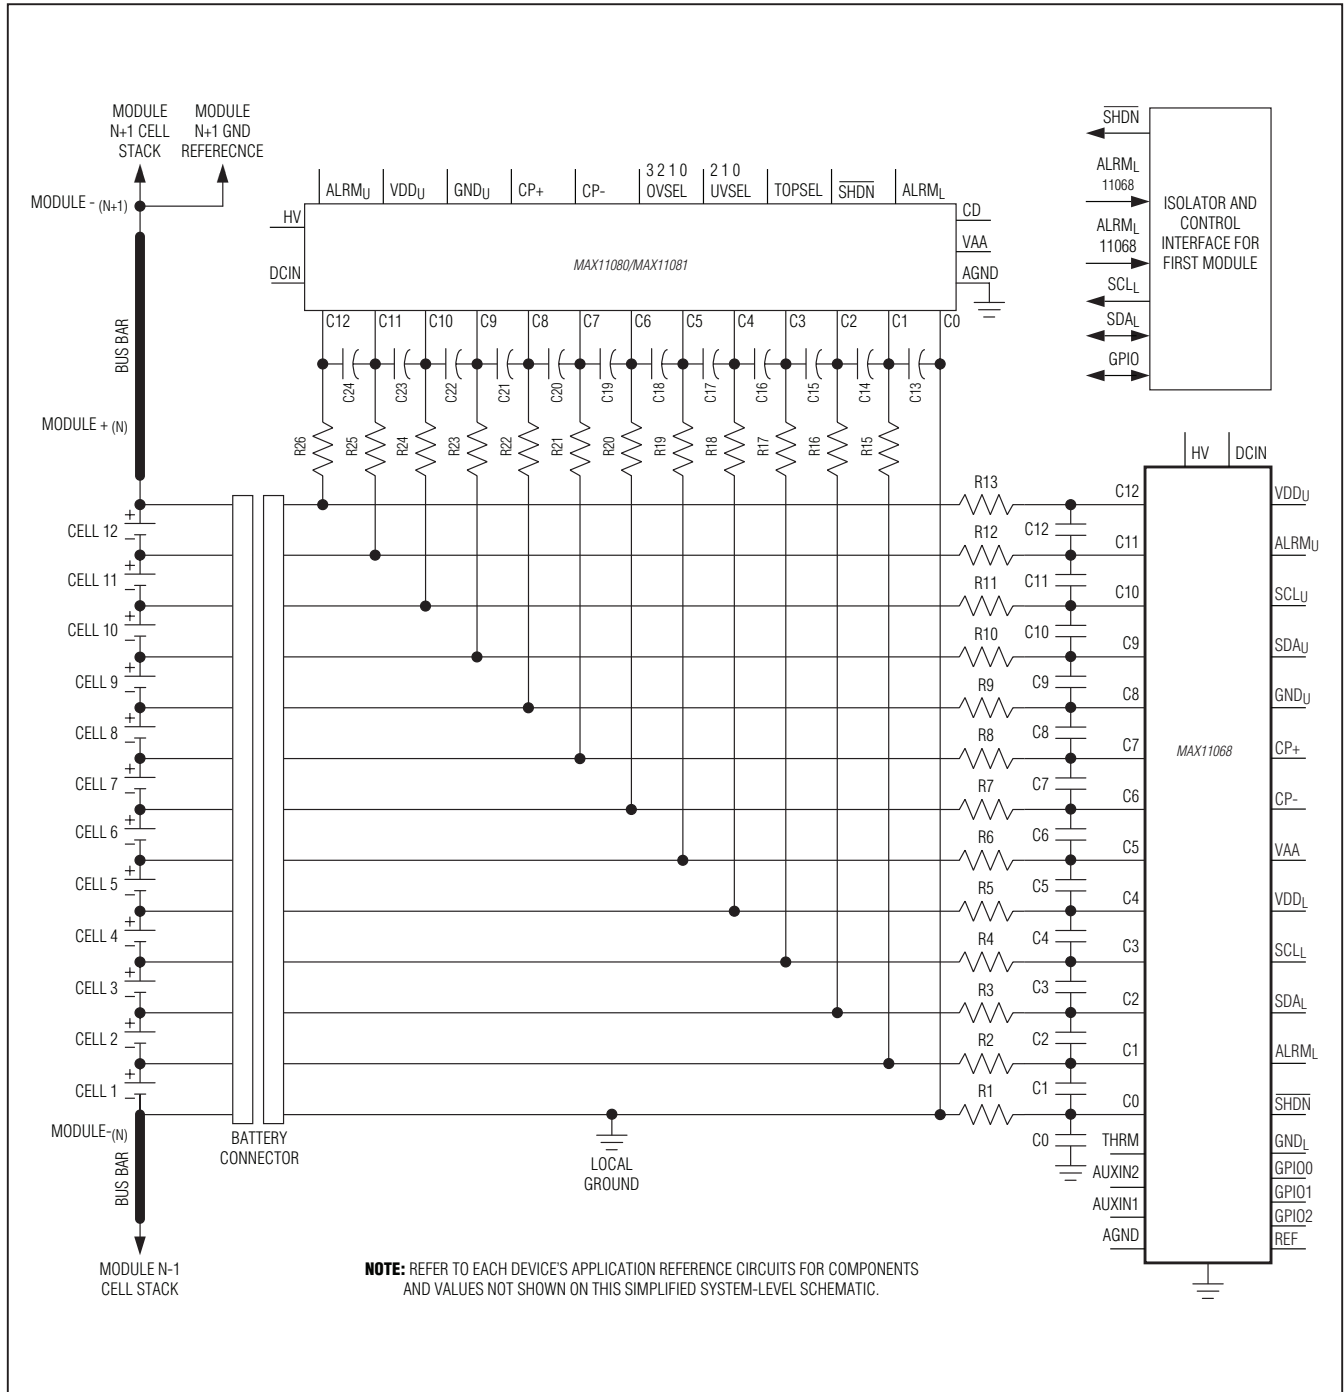 MODULE
N+1 CELL
STACK
MODULE
N+1 GND
REFERECNCE
MODULE - (N+1)
BUS BAR
MODULE + (N)
ALRMU
VDDU
GNDU
CP+
CP-
3 2 1 0
OVSEL
2 1 0
UVSEL
TOPSEL
SHDN
ALRML
HV
DCIN
MAX11080/MAX11081
CD
VAA
AGND
C12
C11
C10
C9
C8
C7
C6
C5
C4
C3
C2
C1
C0
C24
C23
C22
C21
C20
C19
C18
C17
C16
C15
C14
C13
R26
R25
R24
R23
R22
R21
R20
R19
R18
R17
R16
R15
SHDN
ALRML
11068
ALRML
11068
SCLL
SDAL
GPIO
ISOLATOR AND
CONTROL
INTERFACE FOR
FIRST MODULE
CELL 12
CELL 11
CELL 10
CELL 9
CELL 8
CELL 7
CELL 6
CELL 5
CELL 4
CELL 3
CELL 2
CELL 1
MODULE-(N)
BUS BAR
MODULE N-1
CELL STACK
BATTERY
CONNECTOR
LOCAL
GROUND
R13
R12
R11
R10
R9
R8
R7
R6
R5
R4
R3
R2
R1
C12
C11
C10
C9
C8
C7
C6
C5
C4
C3
C2
C1
C0
HV
DCIN
C12
C11
C10
C9
C8
C7
C6
C5
C4
C3
C2
C1
C0
THRM
AUXIN2
AUXIN1
AGND
MAX11068
VDDU
ALRMU
SCLU
SDAU
GNDU
CP+
CP-
VAA
VDDL
SCLL
SDAL
ALRML
SHDN
GNDL
GPIO0
GPIO1
GPIO2
REF
NOTE: REFER TO EACH DEVICE'S APPLICATION REFERENCE CIRCUITS FOR COMPONENTS
AND VALUES NOT SHOWN ON THIS SIMPLIFIED SYSTEM-LEVEL SCHEMATIC.